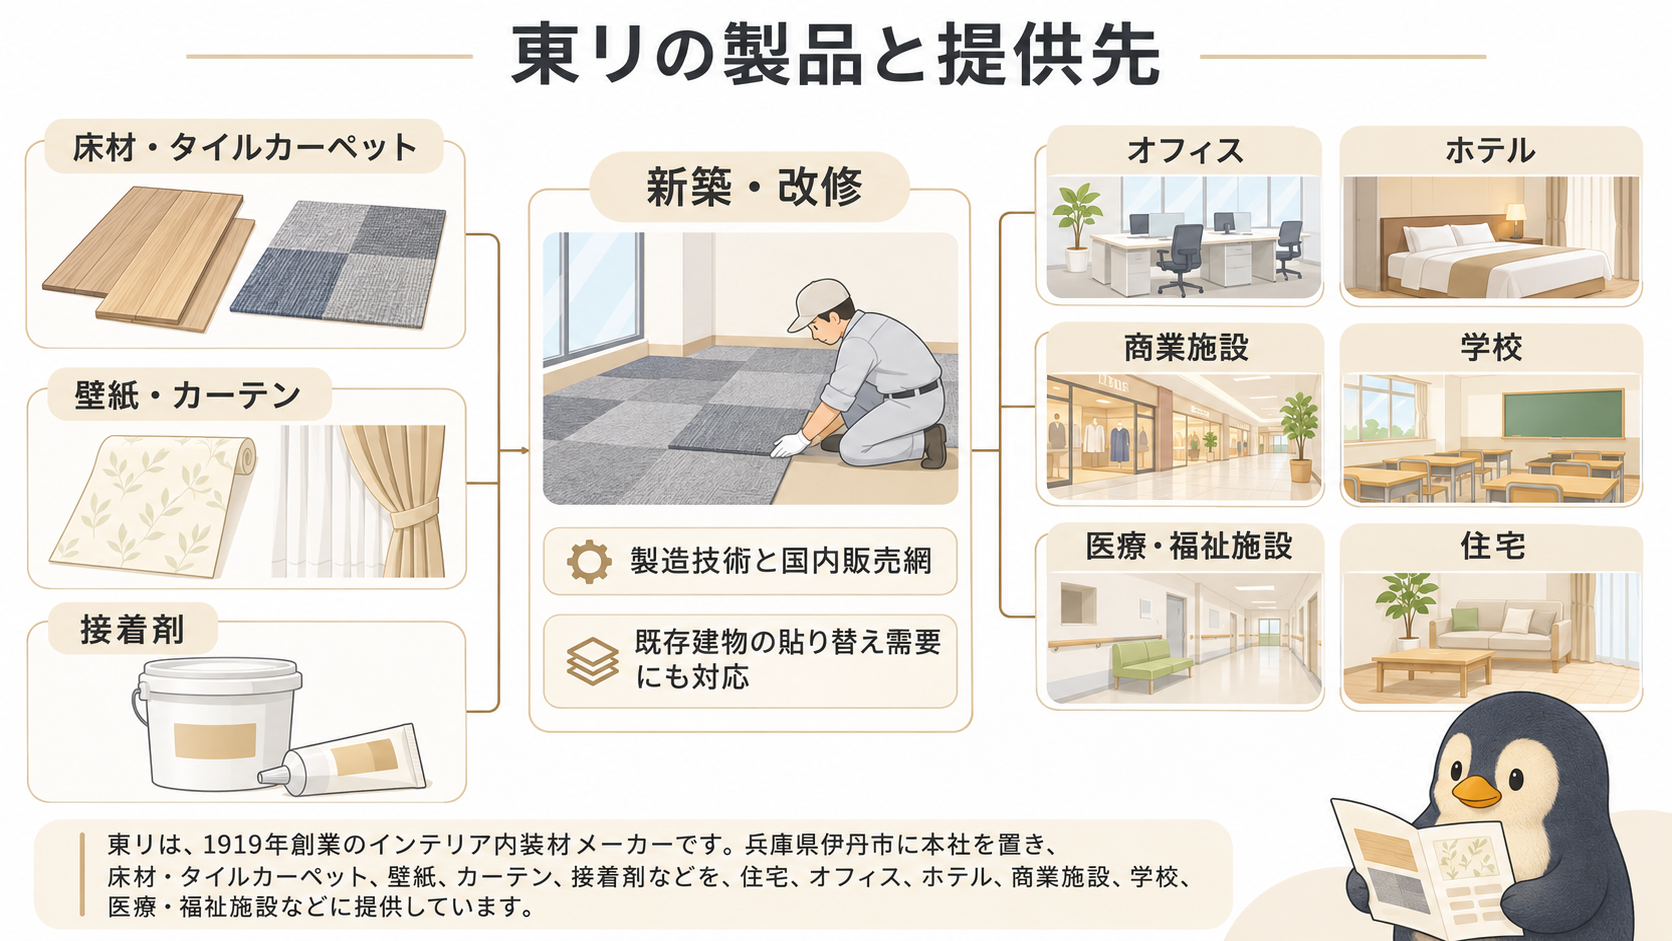 東リの製品と提供先
床材・タイルカーペット
壁紙・カーテン
接着剤
新築・改修
製造技術と国内販売網
既存建物の貼り替え需要
にも対応
オフィス
ホテル
商業施設
学校
医療・福祉施設
住宅
東リは、1919年創業のインテリア内装材メーカーです。兵庫県伊丹市に本社を置き、
床材・タイルカーペット、壁紙、カーテン、接着剤などを、住宅、オフィス、ホテル、商業施設、学校、
医療・福祉施設などに提供しています。